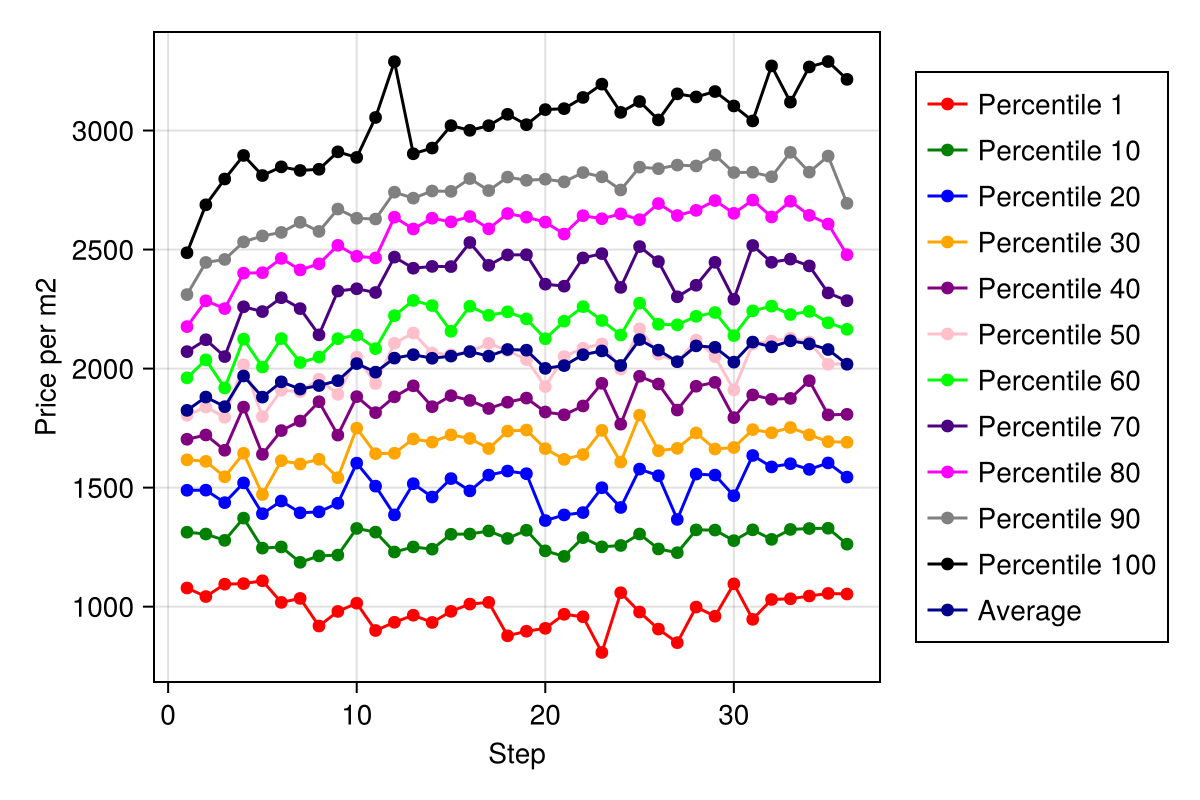 Price per m2
3000
2500
2000
1500
1000
0 10 20 30
Step
Percentile 1
Percentile 10
Percentile 20
Percentile 30
Percentile 40
Percentile 50
Percentile 60
Percentile 70
Percentile 80
Percentile 90
Percentile 100
Average